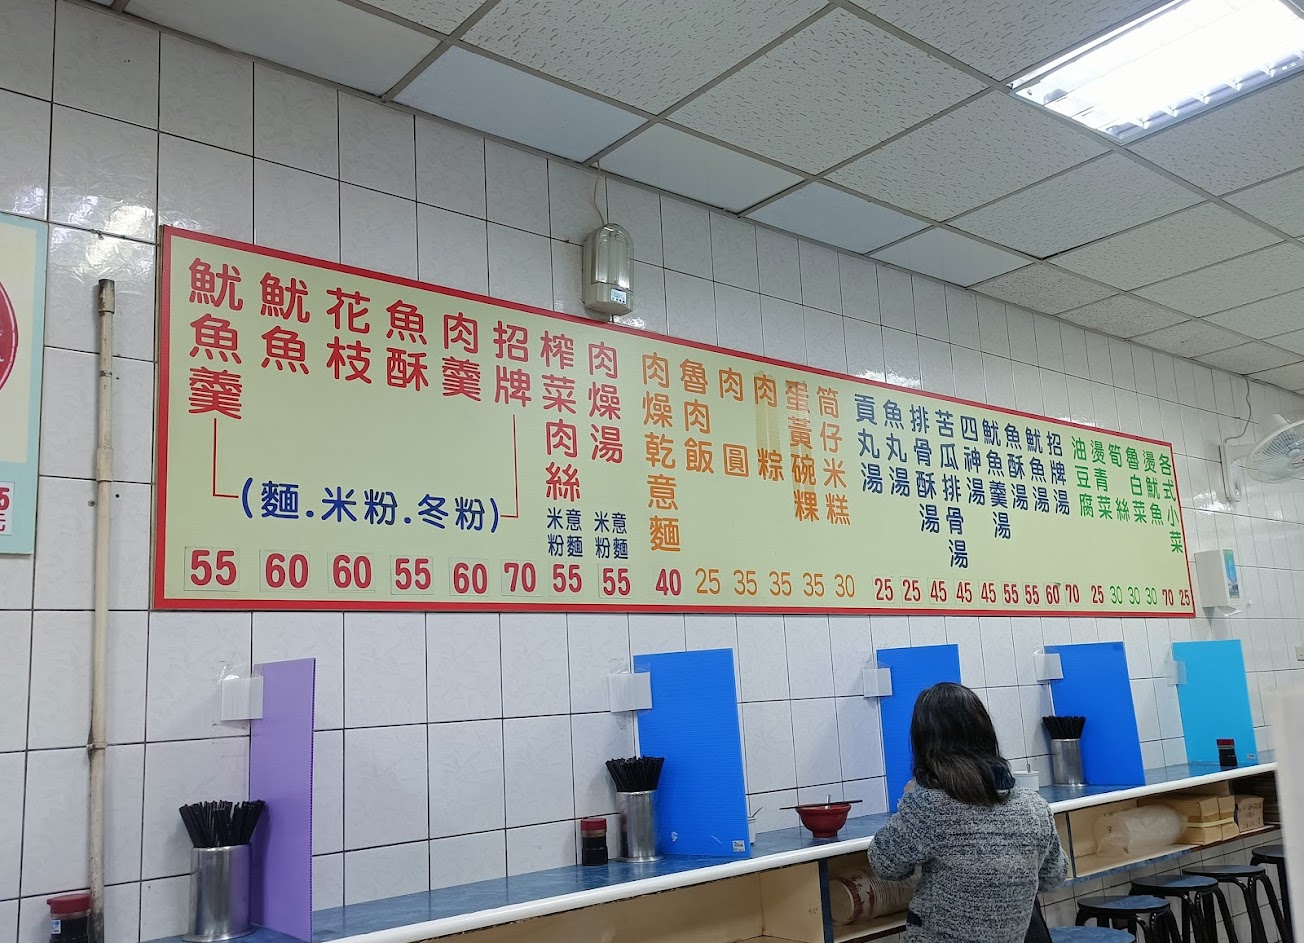 魷魚羹
魷魚
花枝
魚酥
肉羹
招牌
(麵.米粉.冬粉)
榨菜肉絲
意麵
米粉
肉燥湯
意麵
米粉
肉燥乾意麵
魯肉飯
肉圓
肉粽
蛋黃碗粿
筒仔米糕
貢丸湯
魚丸湯
排骨酥湯
苦瓜排骨湯
四神湯
魷魚羹湯
魚酥湯
魷魚湯
招牌湯
油豆腐
燙青菜
筍絲
魯白菜
燙魷魚
各式小菜
55 60 60 55 60 70 55 55 40 25 35 35 35 30 25 25 45 45 45 55 55 60 70 25 30 30 30 70 25
5
元